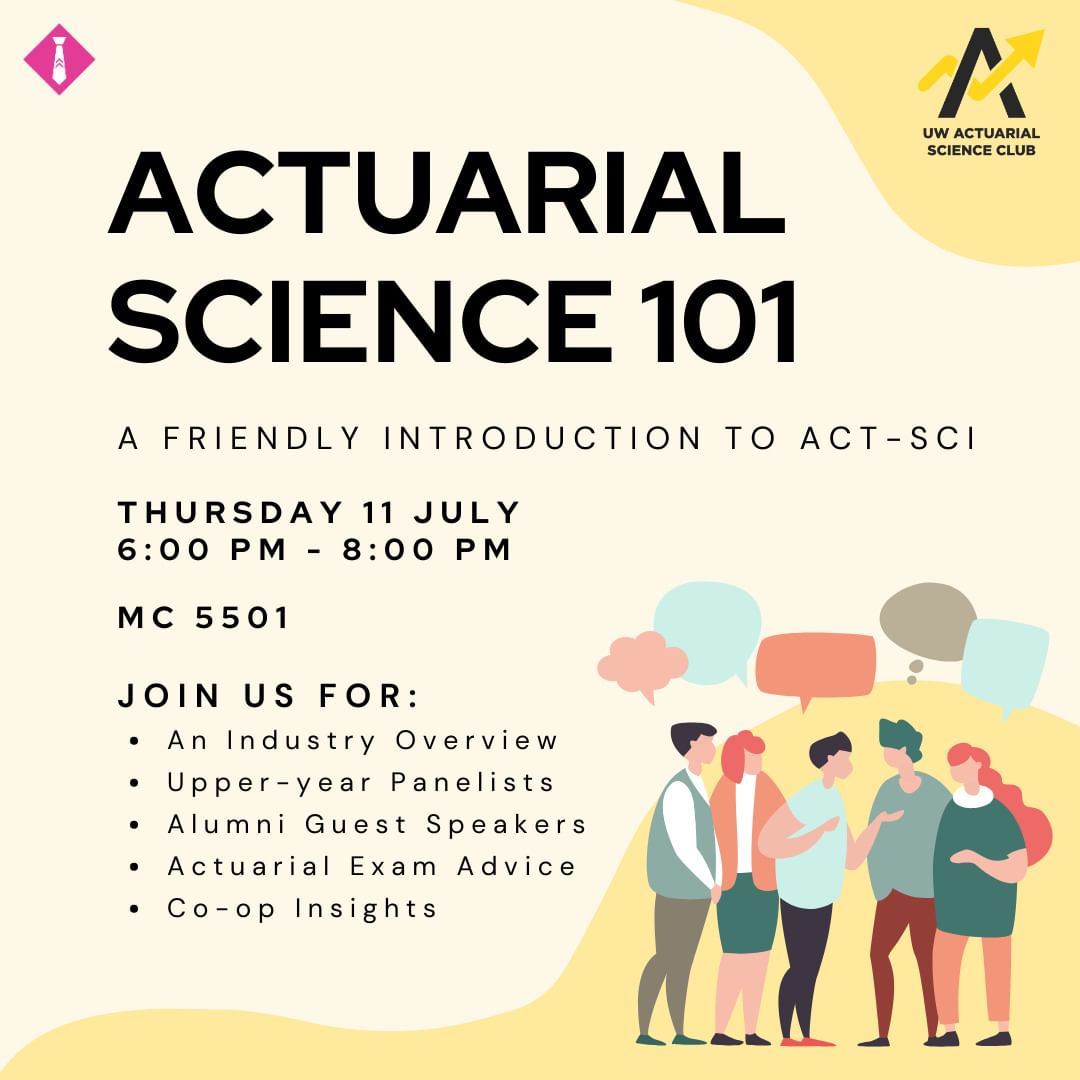 UW ACTUARIAL
SCIENCE CLUB
ACTUARIAL
SCIENCE 101
A FRIENDLY INTRODUCTION TO ACT-SCI
THURSDAY 11 JULY
6:00 PM - 8:00 PM
MC 5501
JOIN US FOR:
• An Industry Overview
• Upper-year Panelists
• Alumni Guest Speakers
• Actuarial Exam Advice
• Co-op Insights